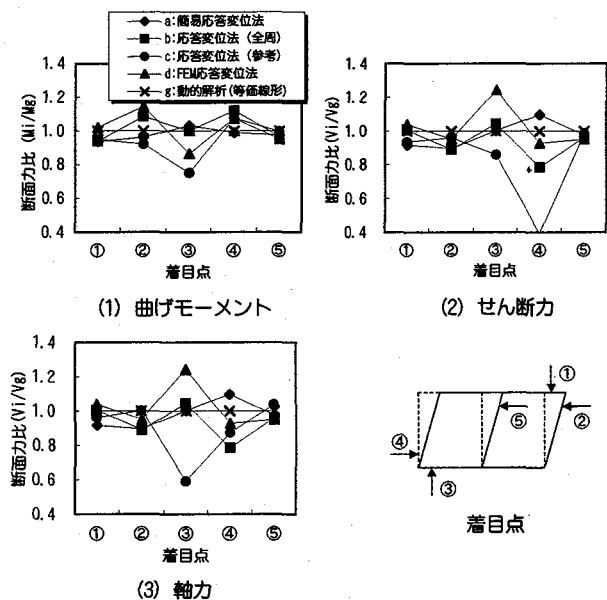 a:簡易応答変位法
b:応答変位法 (全周)
c:応答変位法 (参考)
d:FEM応答変位法
g:動的解析(等価線形)
断面力比 (Mi/Mg)
1.4
1.2
1.0
0.8
0.6
0.4
① ② ③ ④ ⑤
着目点
(1) 曲げモーメント
断面力比(Vi/Vg)
1.4
1.2
1.0
0.8
0.6
0.4
① ② ③ ④ ⑤
着目点
(2) せん断力
断面力比(Vi/Vg)
1.4
1.2
1.0
0.8
0.6
0.4
① ② ③ ④ ⑤
着目点
(3) 軸力
①
②
⑤
④
③
着目点